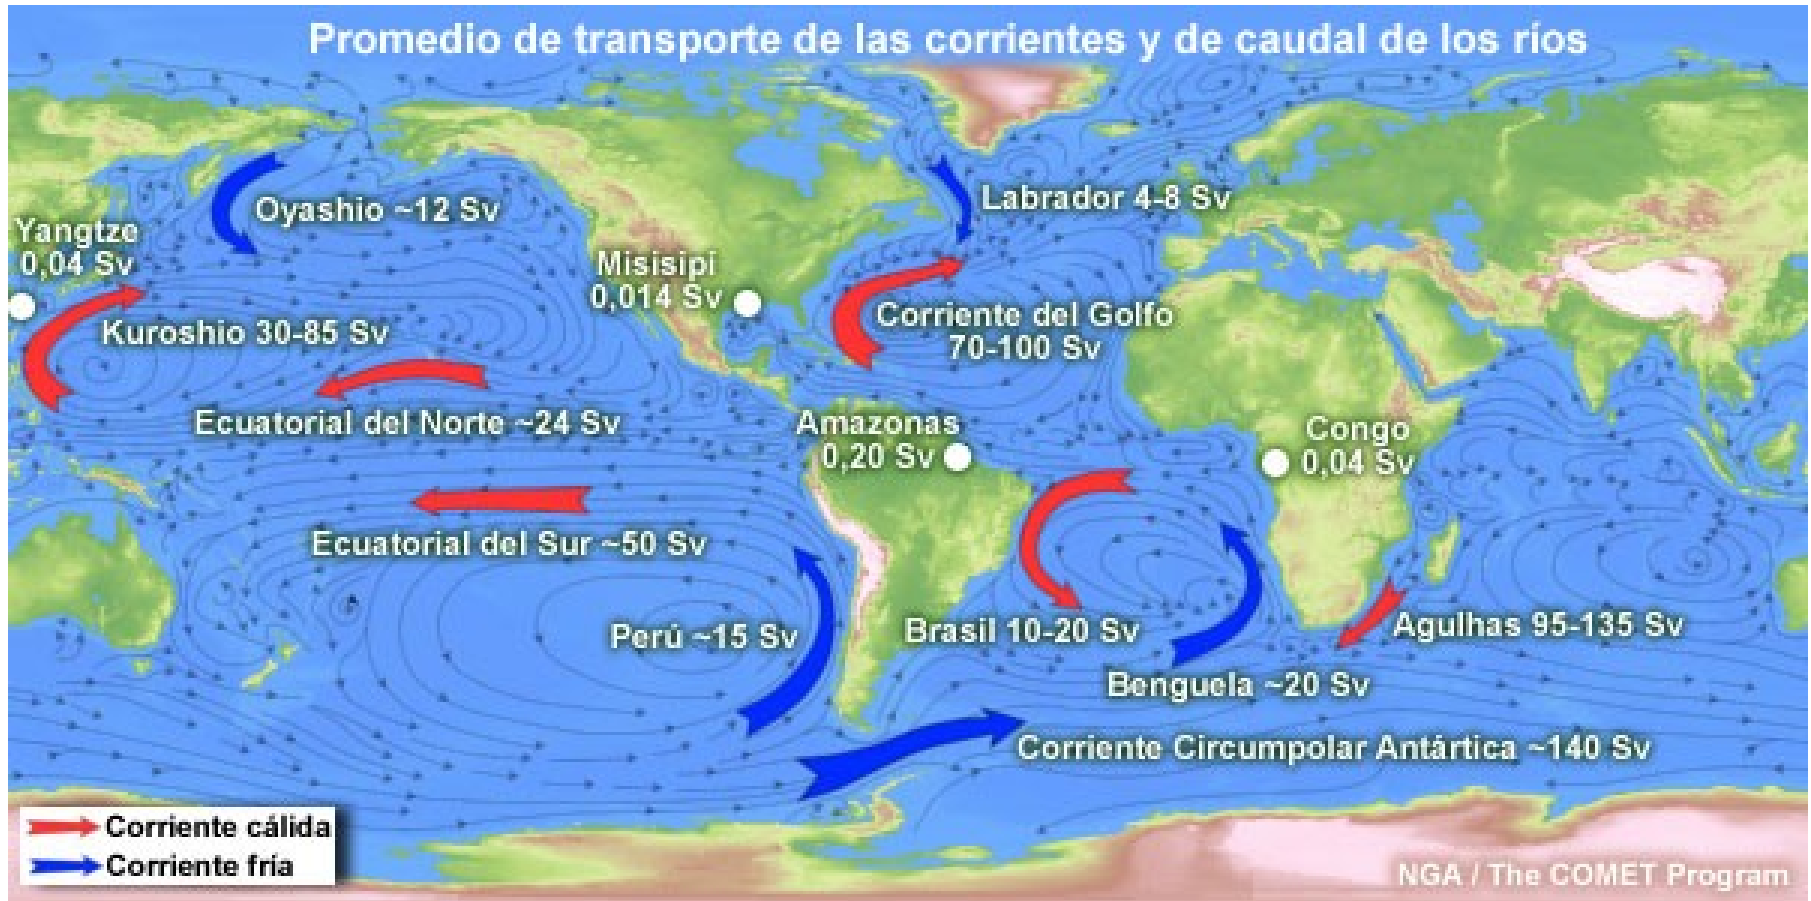 Promedio de transporte de las corrientes y de caudal de los ríos
Oyashio ~12 Sv
Labrador 4-8 Sv
Yangtze
0,04 Sv
Misisipi
0,014 Sv
Kuroshio 30-85 Sv
Corriente del Golfo
70-100 Sv
Ecuatorial del Norte ~24 Sv
Amazonas
0,20 Sv
Congo
0,04 Sv
Ecuatorial del Sur ~50 Sv
Perú ~15 Sv
Brasil 10-20 Sv
Agulhas 95-135 Sv
Benguela ~20 Sv
Corriente Circumpolar Antártica ~140 Sv
Corriente cálida
Corriente fría
NGA / The COMET Program